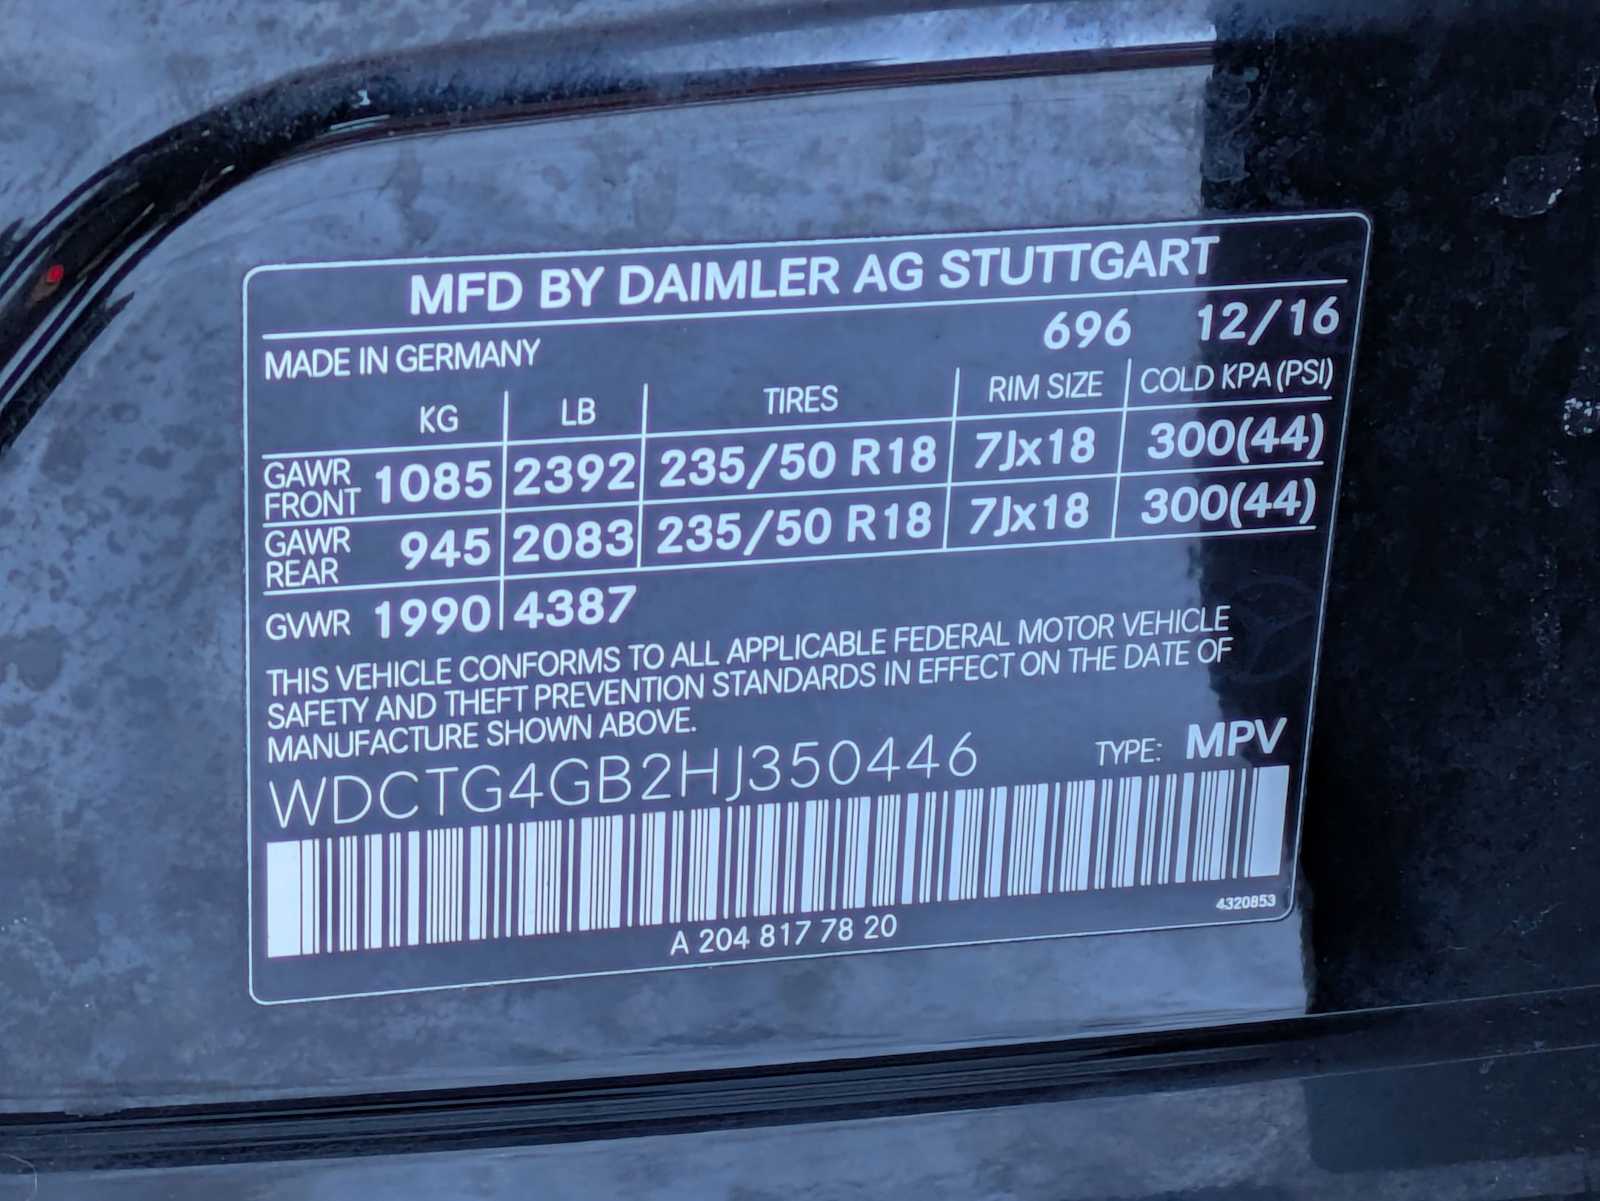 MFD BY DAIMLER AG STUTTGART
MADE IN GERMANY 696 12/16
KG LB TIRES RIM SIZE COLD KPA (PSI)
GAWR FRONT 1085 2392 235/50 R18 7Jx18 300(44)
GAWR REAR 945 2083 235/50 R18 7Jx18 300(44)
GVWR 1990 4387
THIS VEHICLE CONFORMS TO ALL APPLICABLE FEDERAL MOTOR VEHICLE
SAFETY AND THEFT PREVENTION STANDARDS IN EFFECT ON THE DATE OF
MANUFACTURE SHOWN ABOVE.
WDCTG4GB2HJ350446 TYPE: MPV
A 204 817 78 20
4320853